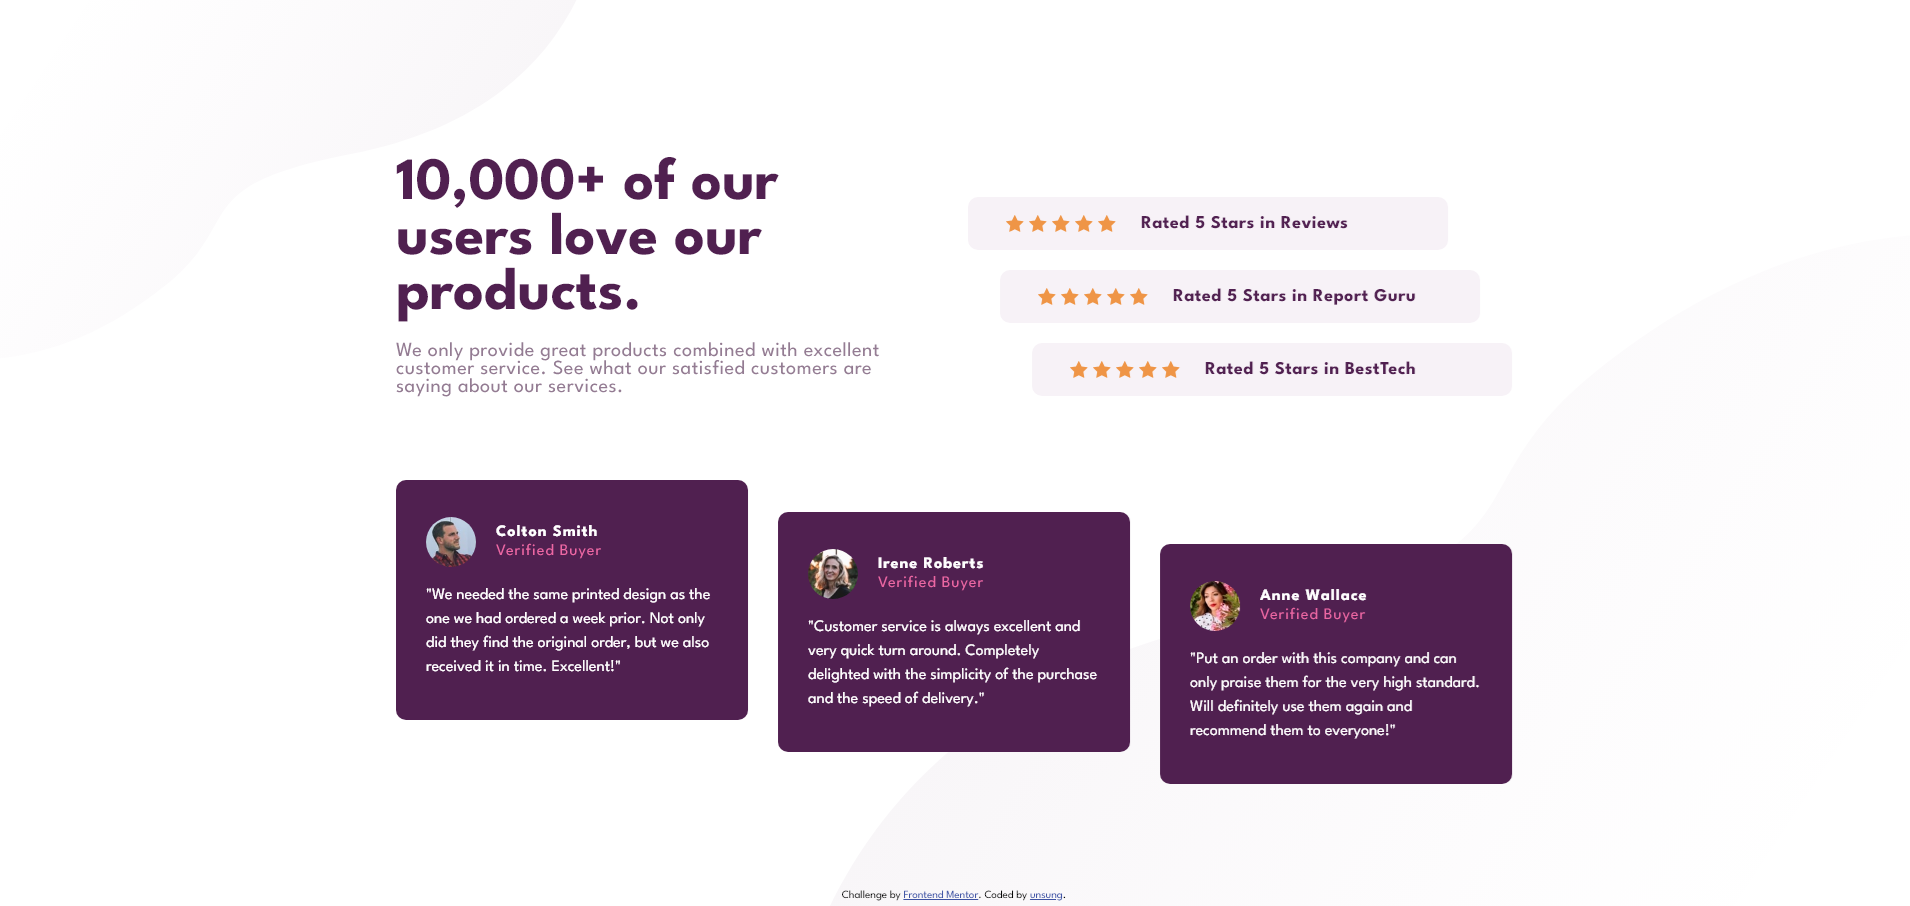 10,000+ of our
users love our
products.
We only provide great products combined with excellent
customer service. See what our satisfied customers are
saying about our services.
Rated 5 Stars in Reviews
Rated 5 Stars in Report Guru
Rated 5 Stars in BestTech
Colton Smith
Verified Buyer
"We needed the same printed design as the
one we had ordered a week prior. Not only
did they find the original order, but we also
received it in time. Excellent!"
Irene Roberts
Verified Buyer
"Customer service is always excellent and
very quick turn around. Completely
delighted with the simplicity of the purchase
and the speed of delivery."
Anne Wallace
Verified Buyer
"Put an order with this company and can
only praise them for the very high standard.
Will definitely use them again and
recommend them to everyone!"
Challenge by Frontend Mentor. Coded by unsung.